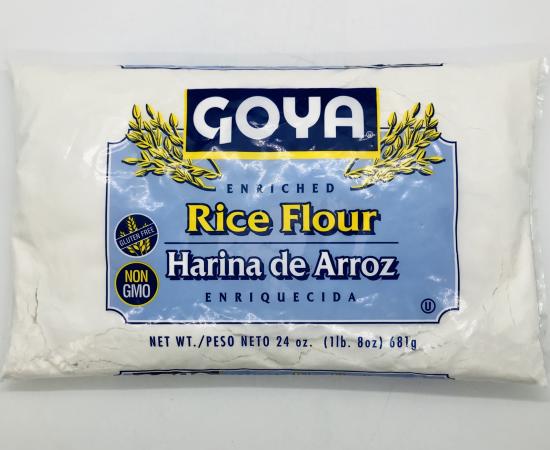 GOYA
ENRICHED
Rice Flour
Harina de Arroz
ENRIQUECIDA
GLUTEN FREE
NON
GMO
U
NET WT./PESO NETO 24 oz. (1lb. 8oz) 681g